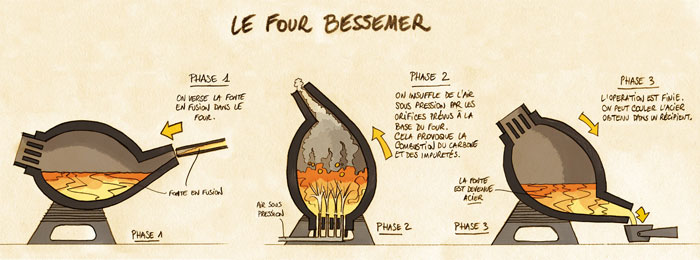 LE FOUR BESSEMER
PHASE 1
ON VERSE LA FONTE
EN FUSION DANS LE
FOUR.
FONTE EN FUSION
PHASE 1
PHASE 2
ON INSUFFLE DE L'AIR
SOUS PRESSION PAR LES
ORIFICES PRÉVUS À LA
BASE DU FOUR.
CELA PROVOQUE LA
COMBUSTION DU CARBONE
ET DES IMPURETÉS.
AIR SOUS
PRESSION
PHASE 2
PHASE 3
L'OPERATION EST FINIE.
ON PEUT COULER L'ACIER
OBTENU DANS UN RÉCIPIENT.
LA FONTE
EST DEVENUE
ACIER
PHASE 3